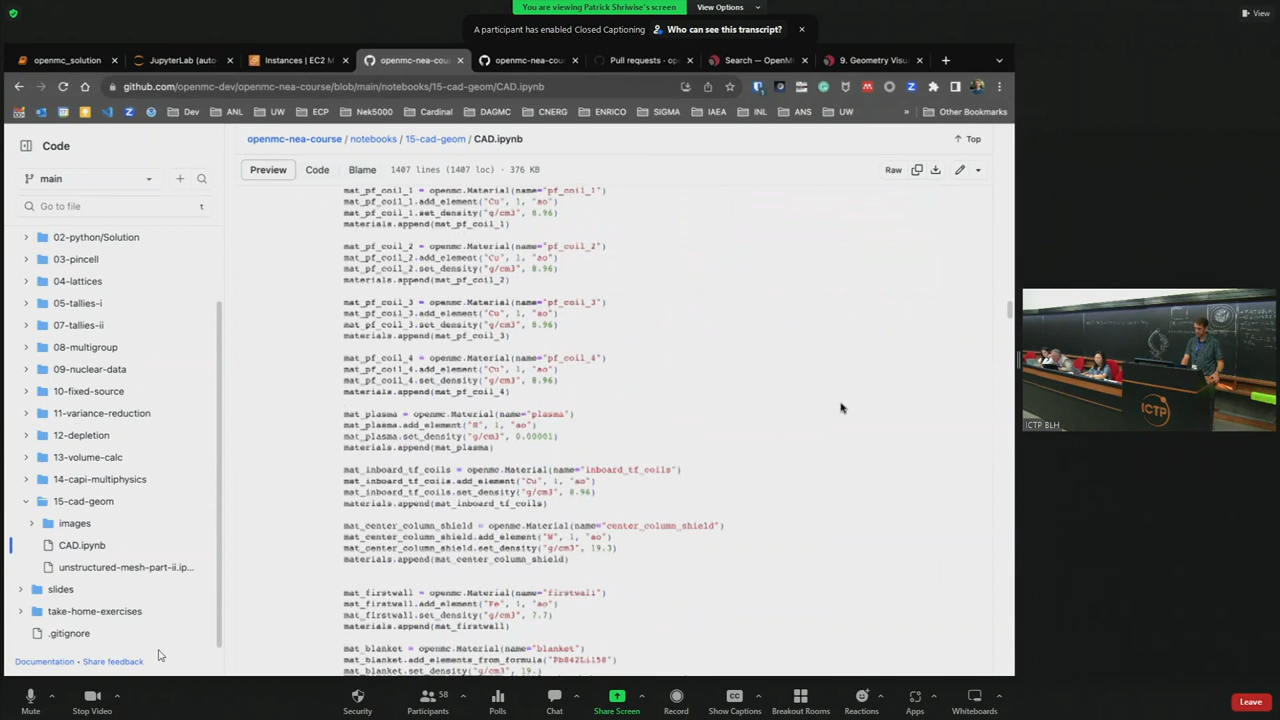 You are viewing Patrick Shriwise's screen
View Options
A participant has enabled Closed Captioning
Who can see this transcript?
View
openmc_solution
JupyterLab (auto
Instances | EC2 M
openmc-nea-cou
openmc-nea-cou
Pull requests · o
Search — OpenM
9. Geometry Visu
github.com/openmc-dev/openmc-nea-course/blob/main/notebooks/15-cad-geom/CAD.ipynb
Dev
ANL
UW
ECP
Nek5000
Cardinal
DAGMC
CNERG
ENRICO
SIGMA
IAEA
INL
ANS
UW
Other Bookmarks
Code
openmc-nea-course / notebooks / 15-cad-geom / CAD.ipynb
Top
main
Preview
Code
Blame
1407 lines (1407 loc) · 376 KB
Raw
Go to file
t
02-python/Solution
03-pincell
04-lattices
05-tallies-i
07-tallies-ii
08-multigroup
09-nuclear-data
10-fixed-source
11-variance-reduction
12-depletion
13-volume-calc
14-capi-multiphysics
15-cad-geom
images
CAD.ipynb
unstructured-mesh-part-ii.ip...
slides
take-home-exercises
.gitignore
Documentation • Share feedback
mat_pf_coil_1 = openmc.Material(name="pf_coil_1")
mat_pf_coil_1.add_element("Cu", 1, "ao")
mat_pf_coil_1.set_density("g/cm3", 8.96)
materials.append(mat_pf_coil_1)
mat_pf_coil_2 = openmc.Material(name="pf_coil_2")
mat_pf_coil_2.add_element("Cu", 1, "ao")
mat_pf_coil_2.set_density("g/cm3", 8.96)
materials.append(mat_pf_coil_2)
mat_pf_coil_3 = openmc.Material(name="pf_coil_3")
mat_pf_coil_3.add_element("Cu", 1, "ao")
mat_pf_coil_3.set_density("g/cm3", 8.96)
materials.append(mat_pf_coil_3)
mat_pf_coil_4 = openmc.Material(name="pf_coil_4")
mat_pf_coil_4.add_element("Cu", 1, "ao")
mat_pf_coil_4.set_density("g/cm3", 8.96)
materials.append(mat_pf_coil_4)
mat_plasma = openmc.Material(name="plasma")
mat_plasma.add_element("H", 1, "ao")
mat_plasma.set_density("g/cm3", 0.00001)
materials.append(mat_plasma)
mat_inboard_tf_coils = openmc.Material(name="inboard_tf_coils")
mat_inboard_tf_coils.add_element("Cu", 1, "ao")
mat_inboard_tf_coils.set_density("g/cm3", 8.96)
materials.append(mat_inboard_tf_coils)
mat_center_column_shield = openmc.Material(name="center_column_shield")
mat_center_column_shield.add_element("W", 1, "ao")
mat_center_column_shield.set_density("g/cm3", 19.3)
materials.append(mat_center_column_shield)
mat_firstwall = openmc.Material(name="firstwall")
mat_firstwall.add_element("Fe", 1, "ao")
mat_firstwall.set_density("g/cm3", 7.7)
materials.append(mat_firstwall)
mat_blanket = openmc.Material(name="blanket")
mat_blanket.add_elements_from_formula("Pb842Li158")
mat_blanket.set_density("g/cm3", 19.)
ICTP
ICTP BLH
Mute
Stop Video
Security
Participants
58
Polls
Chat
Share Screen
Record
Show Captions
Breakout Rooms
Reactions
Apps
Whiteboards
Leave